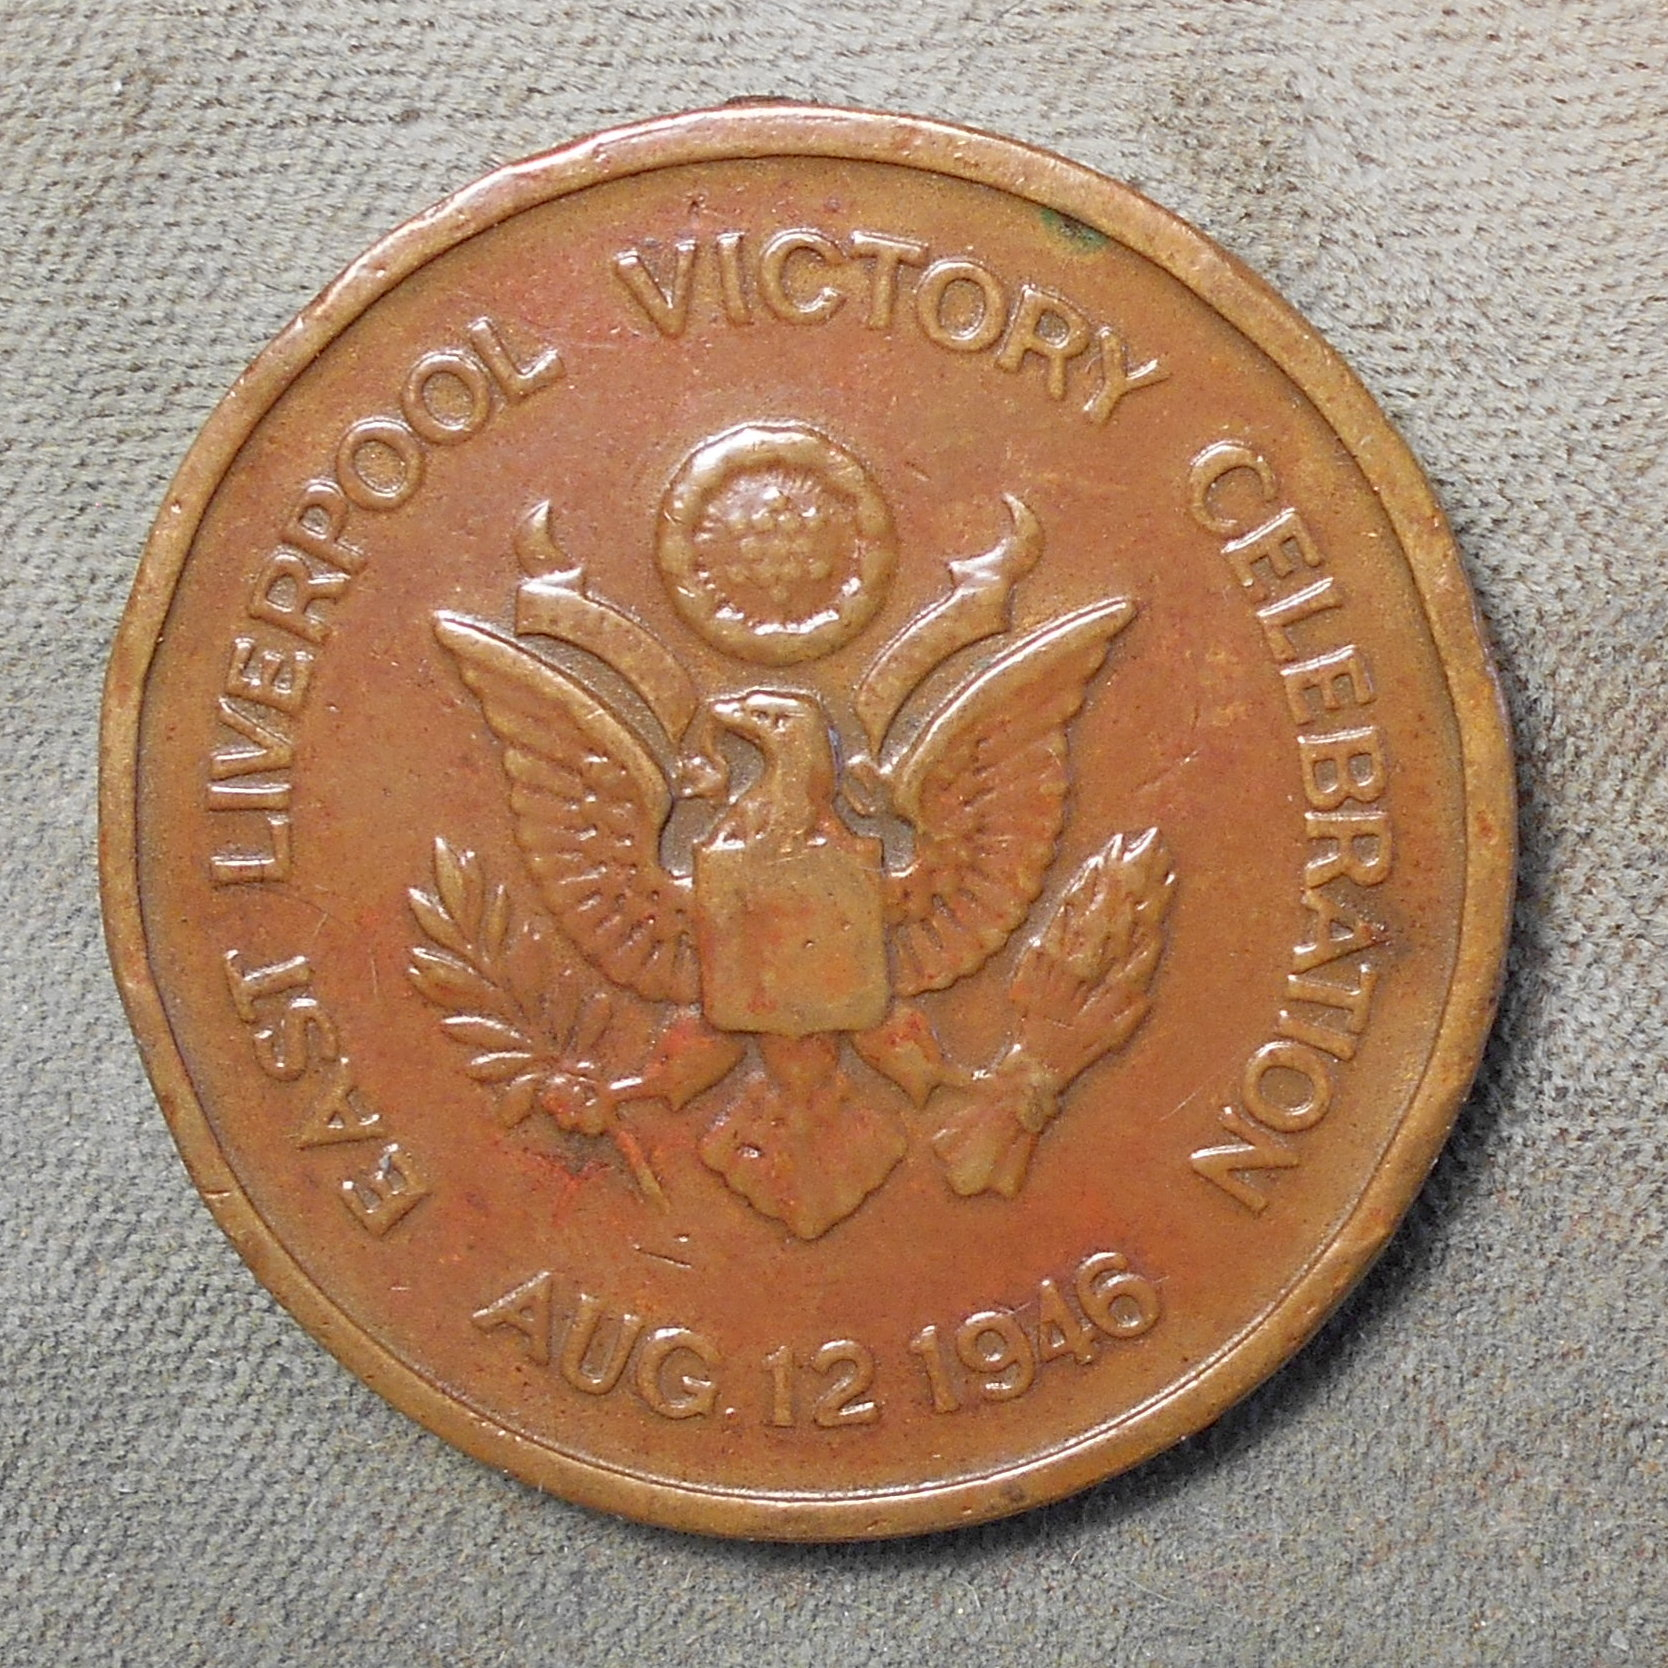 EAST LIVERPOOL VICTORY CELEBRATION
AUG. 12 1946